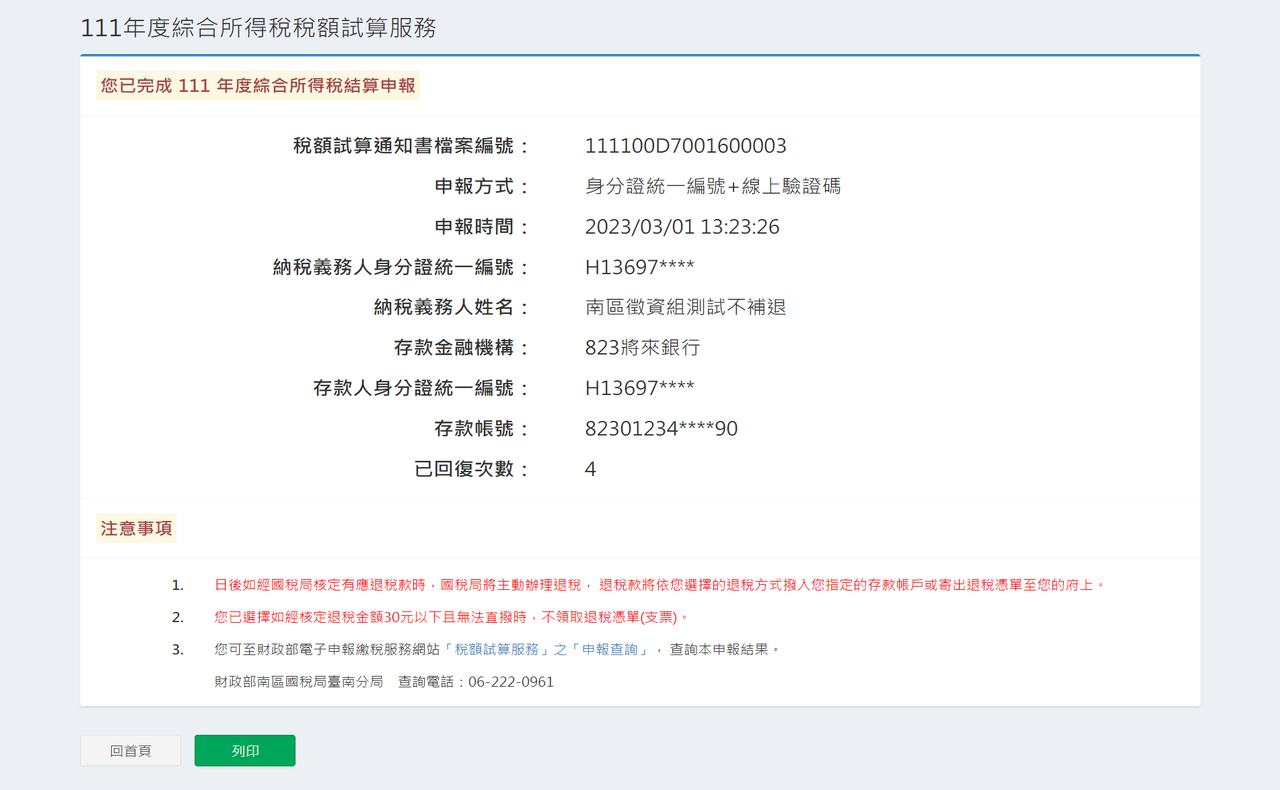 111年度綜合所得稅稅額試算服務
您已完成 111 年度綜合所得稅結算申報
稅額試算通知書檔案編號： 111100D7001600003
申報方式： 身分證統一編號+線上驗證碼
申報時間： 2023/03/01 13:23:26
納稅義務人身分證統一編號： H13697****
納稅義務人姓名： 南區徵資組測試不補退
存款金融機構： 823將來銀行
存款人身分證統一編號： H13697****
存款帳號： 82301234****90
已回復次數： 4
注意事項
1. 日後如經國稅局核定有應退稅款時，國稅局將主動辦理退稅， 退稅款將依您選擇的退稅方式撥入您指定的存款帳戶或寄出退稅憑單至您的府上。
2. 您已選擇如經核定退稅金額30元以下且無法直撥時，不領取退稅憑單(支票)。
3. 您可至財政部電子申報繳稅服務網站「稅額試算服務」之「申報查詢」， 查詢本申報結果。
財政部南區國稅局臺南分局 查詢電話：06-222-0961
回首頁 列印